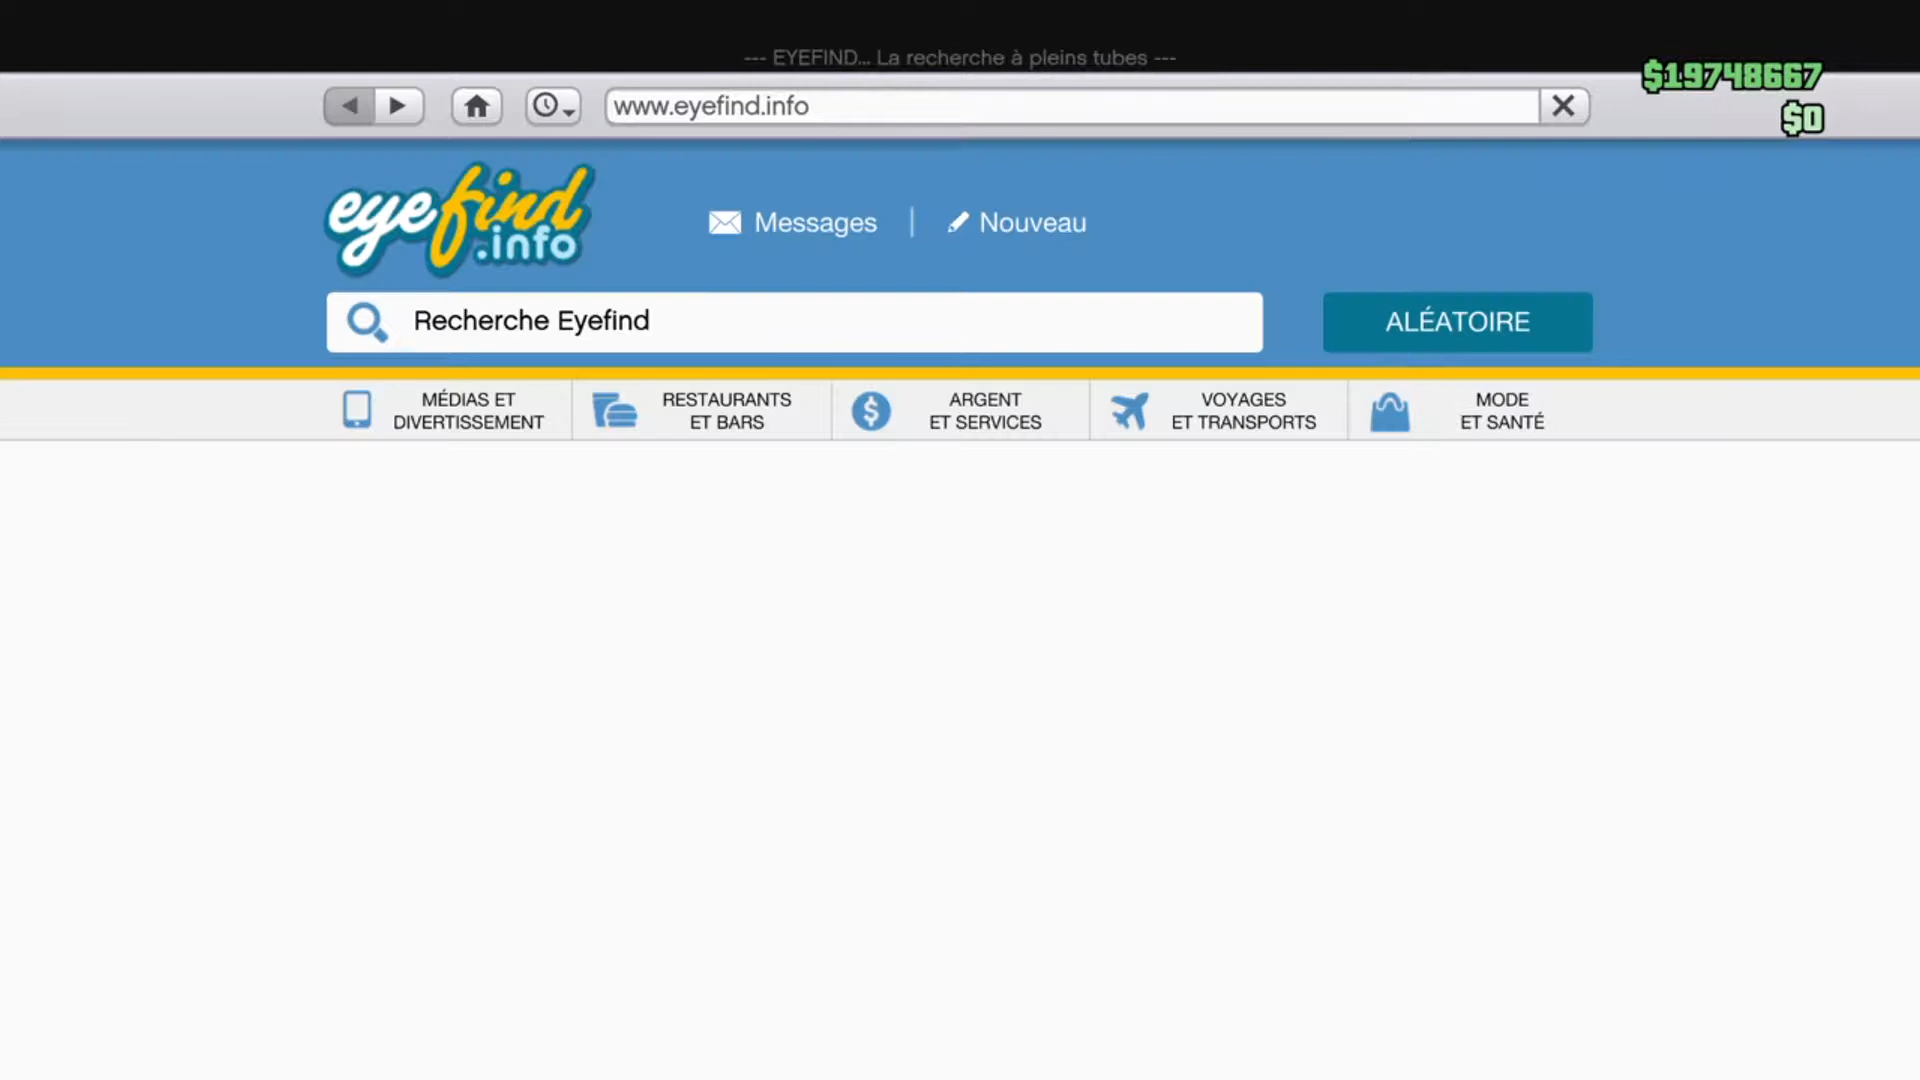 --- EYEFIND... La recherche à pleins tubes ---
$19748667
www.eyefind.info
$0
eyefind.info
Messages
Nouveau
Recherche Eyefind
ALÉATOIRE
MÉDIAS ET
DIVERTISSEMENT
RESTAURANTS
ET BARS
ARGENT
ET SERVICES
VOYAGES
ET TRANSPORTS
MODE
ET SANTÉ